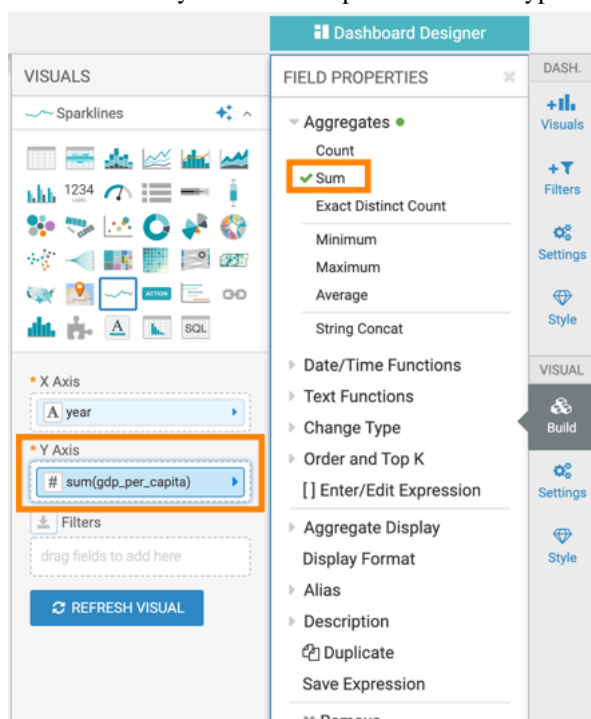 Dashboard Designer
VISUALS
Sparklines
1234
LABEL
WORD
CLOUD
ACTION
A
SQL
* X Axis
A year
* Y Axis
# sum(gdp_per_capita)
Filters
drag fields to add here
REFRESH VISUAL
FIELD PROPERTIES
Aggregates
Count
Sum
Exact Distinct Count
Minimum
Maximum
Average
String Concat
Date/Time Functions
Text Functions
Change Type
Order and Top K
[ ] Enter/Edit Expression
Aggregate Display
Display Format
Alias
Description
Duplicate
Save Expression
DASH.
Visuals
Filters
Settings
Style
VISUAL
Build
Settings
Style